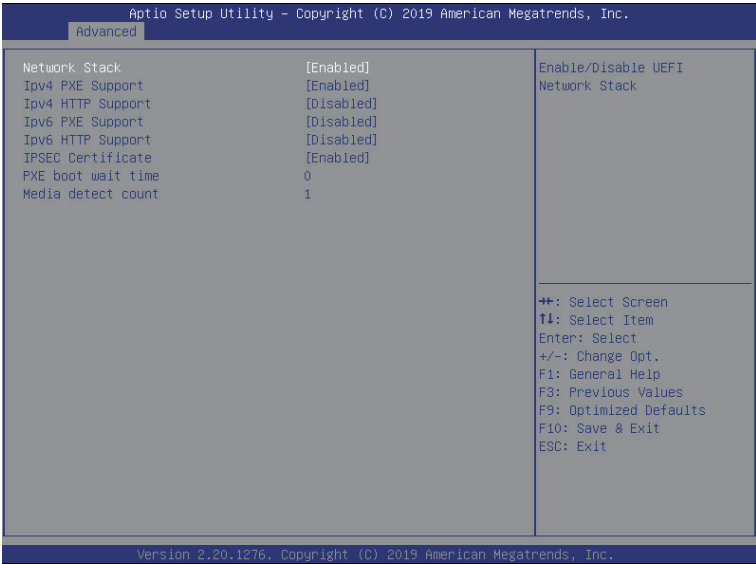 Aptio Setup Utility – Copyright (C) 2019 American Megatrends, Inc.
Advanced
Network Stack [Enabled]
Ipv4 PXE Support [Enabled]
Ipv4 HTTP Support [Disabled]
Ipv6 PXE Support [Disabled]
Ipv6 HTTP Support [Disabled]
IPSEC Certificate [Enabled]
PXE boot wait time 0
Media detect count 1
Enable/Disable UEFI
Network Stack
→←: Select Screen
↑↓: Select Item
Enter: Select
+/-: Change Opt.
F1: General Help
F3: Previous Values
F9: Optimized Defaults
F10: Save & Exit
ESC: Exit
Version 2.20.1276. Copyright (C) 2019 American Megatrends, Inc.